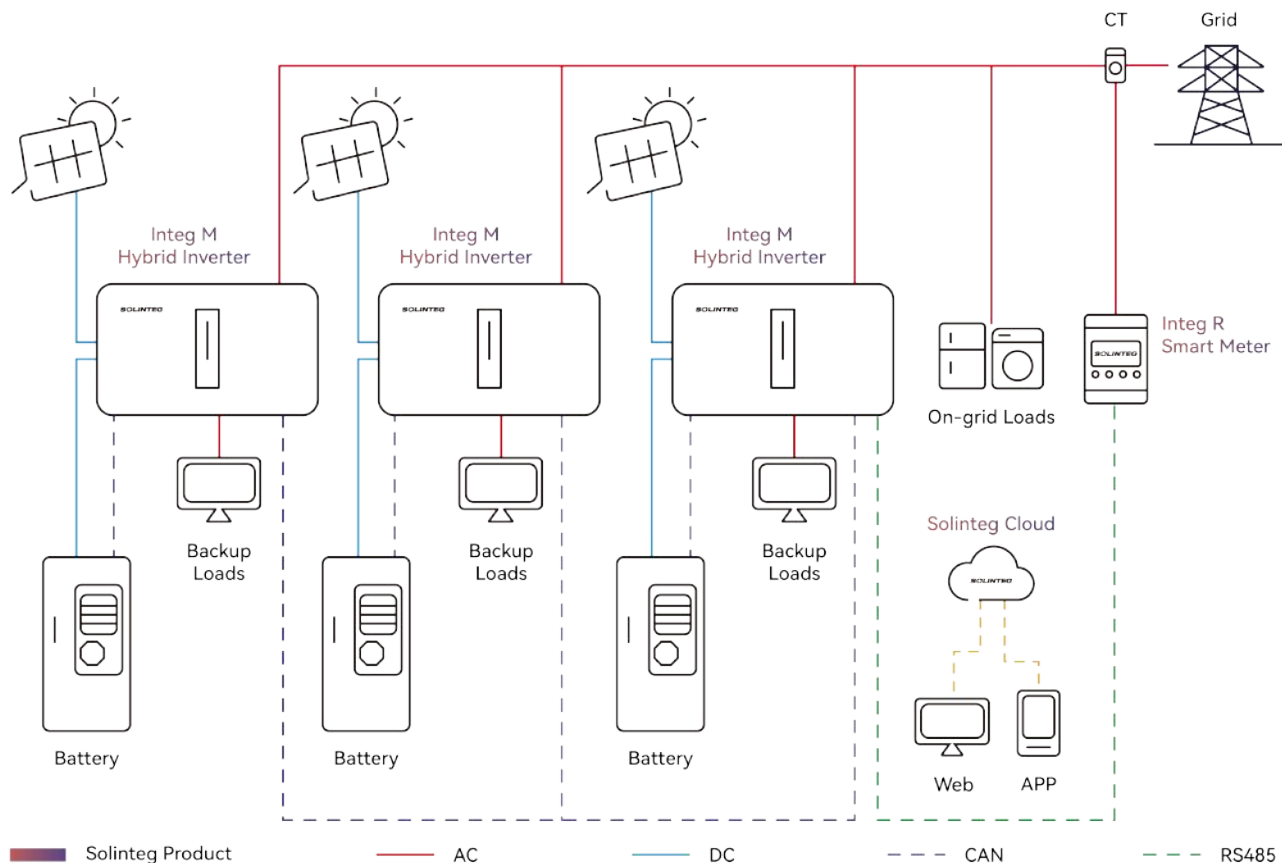 CT
Grid
Integ M
Hybrid Inverter
Integ M
Hybrid Inverter
Integ M
Hybrid Inverter
SOLINTEG
SOLINTEG
SOLINTEG
Integ R
Smart Meter
SOLINTEG
On-grid Loads
Backup
Loads
Backup
Loads
Backup
Loads
Solinteg Cloud
SOLINTEG
Battery
Battery
Battery
Web
APP
Solinteg Product
AC
DC
CAN
RS485